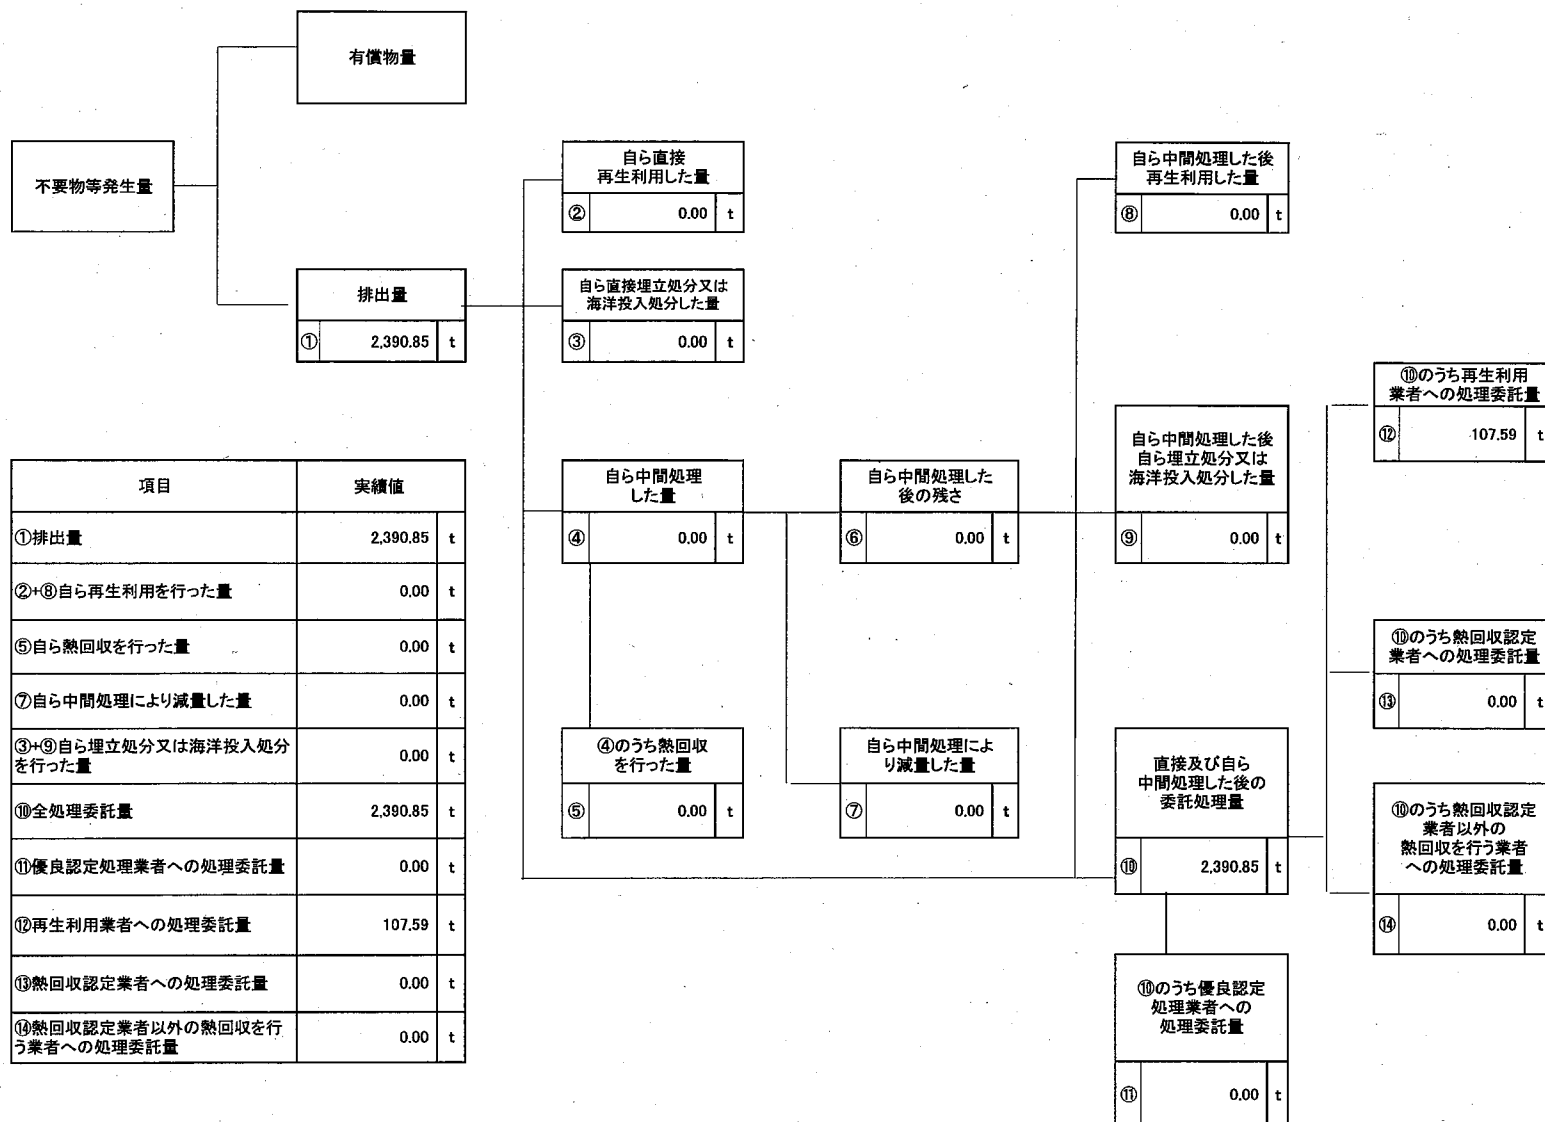 有償物量
不要物等発生量
排出量
① 2,390.85 t
自ら直接
再生利用した量
② 0.00 t
自ら直接埋立処分又は
海洋投入処分した量
③ 0.00 t
自ら中間処理
した量
④ 0.00 t
④のうち熱回収
を行った量
⑤ 0.00 t
自ら中間処理した
後の残さ
⑥ 0.00 t
自ら中間処理によ
り減量した量
⑦ 0.00 t
自ら中間処理した後
再生利用した量
⑧ 0.00 t
自ら中間処理した後
自ら埋立処分又は
海洋投入処分した量
⑨ 0.00 t
直接及び自ら
中間処理した後の
委託処理量
⑩ 2,390.85 t
⑩のうち優良認定
処理業者への
処理委託量
⑪ 0.00 t
⑩のうち再生利用
業者への処理委託量
⑫ 107.59 t
⑩のうち熱回収認定
業者への処理委託量
⑬ 0.00 t
⑩のうち熱回収認定
業者以外の
熱回収を行う業者
への処理委託量
⑭ 0.00 t
項目 実績値
①排出量 2,390.85 t
②+⑧自ら再生利用を行った量 0.00 t
⑤自ら熱回収を行った量 0.00 t
⑦自ら中間処理により減量した量 0.00 t
③+⑨自ら埋立処分又は海洋投入処分
を行った量 0.00 t
⑩全処理委託量 2,390.85 t
⑪優良認定処理業者への処理委託量 0.00 t
⑫再生利用業者への処理委託量 107.59 t
⑬熱回収認定業者への処理委託量 0.00 t
⑭熱回収認定業者以外の熱回収を行
う業者への処理委託量 0.00 t